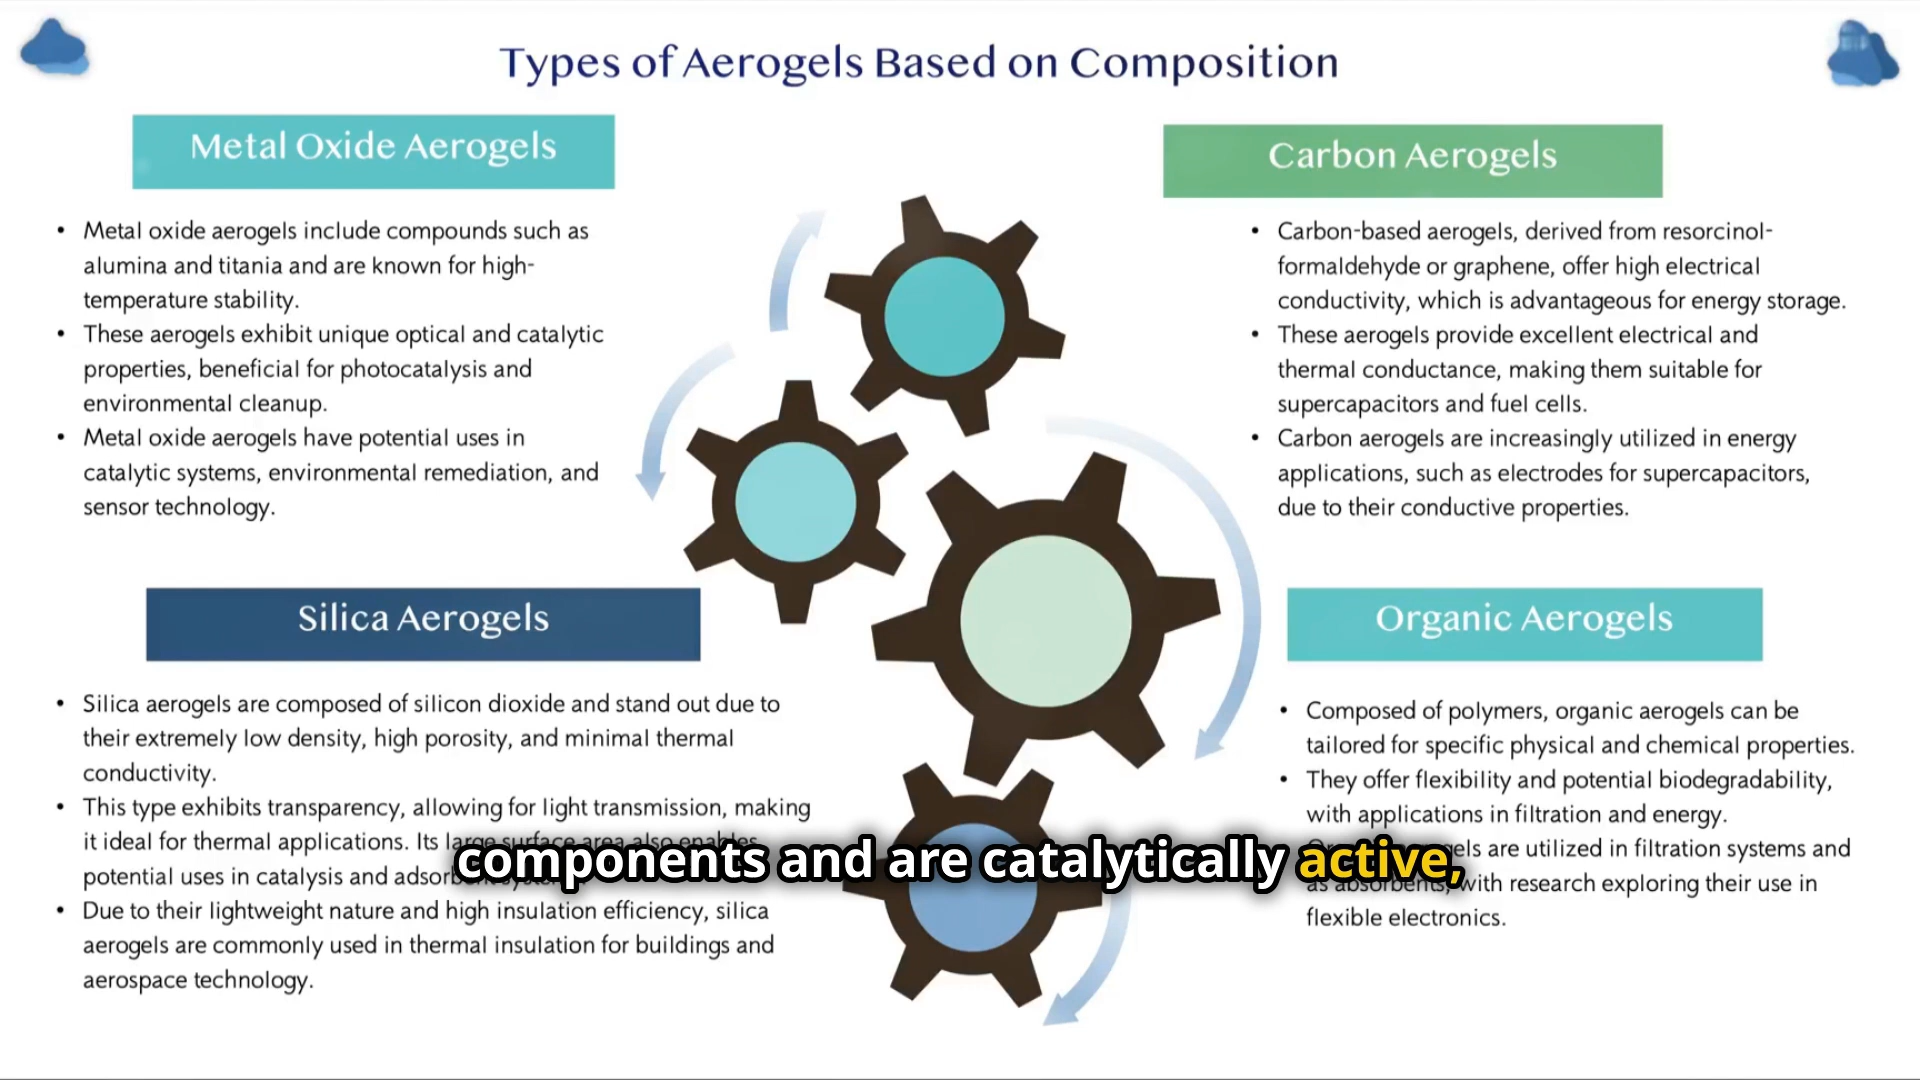 Types of Aerogels Based on Composition
Metal Oxide Aerogels
• Metal oxide aerogels include compounds such as
alumina and titania and are known for high-
temperature stability.
• These aerogels exhibit unique optical and catalytic
properties, beneficial for photocatalysis and
environmental cleanup.
• Metal oxide aerogels have potential uses in
catalytic systems, environmental remediation, and
sensor technology.
Carbon Aerogels
• Carbon-based aerogels, derived from resorcinol-
formaldehyde or graphene, offer high electrical
conductivity, which is advantageous for energy storage.
• These aerogels provide excellent electrical and
thermal conductance, making them suitable for
supercapacitors and fuel cells.
• Carbon aerogels are increasingly utilized in energy
applications, such as electrodes for supercapacitors,
due to their conductive properties.
Silica Aerogels
• Silica aerogels are composed of silicon dioxide and stand out due to
their extremely low density, high porosity, and minimal thermal
conductivity.
• This type exhibits transparency, allowing for light transmission, making
it ideal for thermal applications. Its large surface area also enables
potential uses in catalysis and
• Due to their lightweight nature and high insulation efficiency, silica
aerogels are commonly used in thermal insulation for buildings and
aerospace technology.
Organic Aerogels
• Composed of polymers, organic aerogels can be
tailored for specific physical and chemical properties.
• They offer flexibility and potential biodegradability,
with applications in filtration and energy.
are utilized in filtration systems and
as absorbents, with research exploring their use in
flexible electronics.
components and are catalytically active,